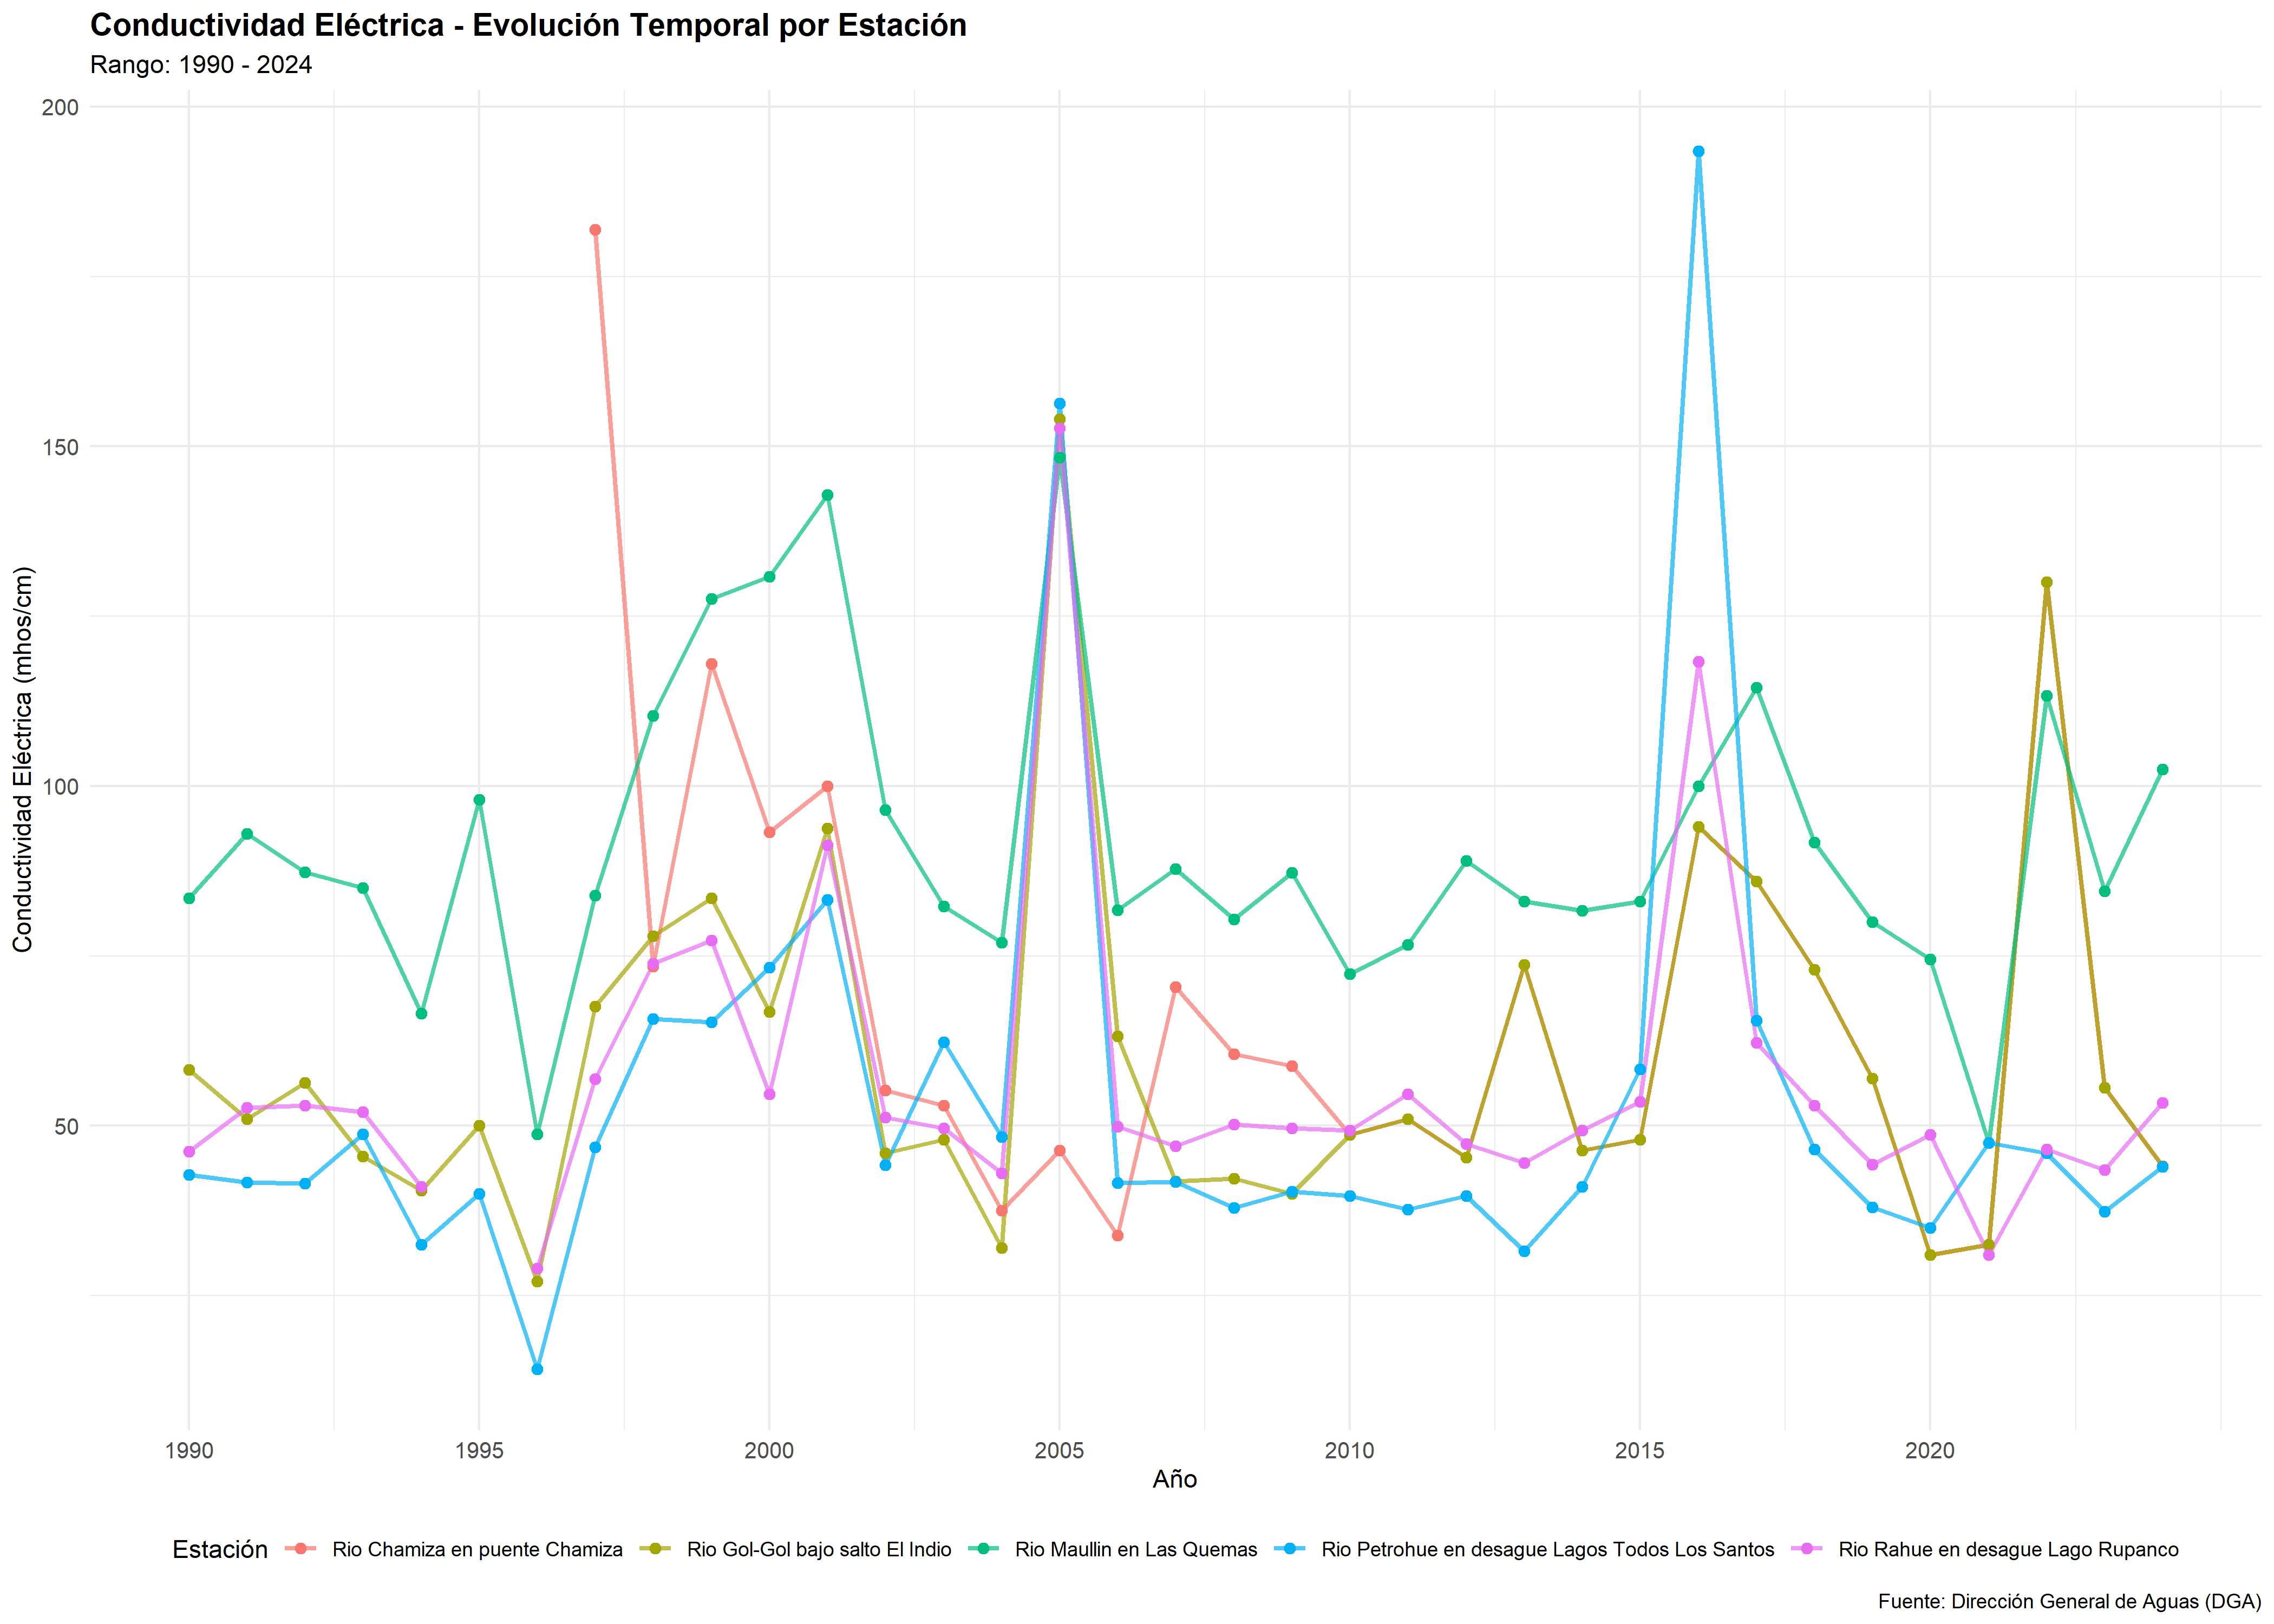 Conductividad Eléctrica - Evolución Temporal por Estación
Rango: 1990 - 2024
Conductividad Eléctrica (mhos/cm)
200
150
100
50
1990 1995 2000 2005 2010 2015 2020
Año
Estación Rio Chamiza en puente Chamiza Rio Gol-Gol bajo salto El Indio Rio Maullin en Las Quemas Rio Petrohue en desague Lagos Todos Los Santos Rio Rahue en desague Lago Rupanco
Fuente: Dirección General de Aguas (DGA)